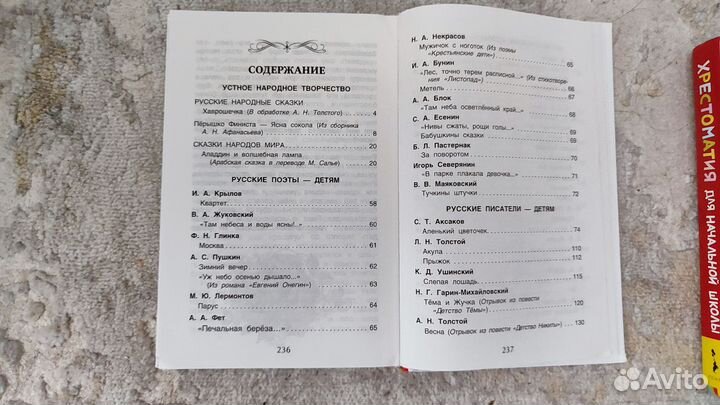 СОДЕРЖАНИЕ
УСТНОЕ НАРОДНОЕ ТВОРЧЕСТВО
РУССКИЕ НАРОДНЫЕ СКАЗКИ
Хаврошечка (В обработке А. Н. Толстого) 4
Пёрышко Финиста — Ясна сокола (Из сборника
А. Н. Афанасьева) 8
СКАЗКИ НАРОДОВ МИРА 20
Аладдин и волшебная лампа
(Арабская сказка в переводе М. Салье) 20
РУССКИЕ ПОЭТЫ — ДЕТЯМ
И. А. Крылов
Квартет 58
В. А. Жуковский
«Там небеса и воды ясны!..» 60
Ф. Н. Глинка
Москва 61
А. С. Пушкин
Зимний вечер 62
«Уж небо осенью дышало...»
(Из романа «Евгений Онегин») 63
М. Ю. Лермонтов
Парус 64
А. А. Фет
«Печальная берёза...» 65
236
Н. А. Некрасов
Мужичок с ноготок (Из поэмы
«Крестьянские дети») 65
И. А. Бунин
«Лес, точно терем расписной...» (Из стихотворе-
ния «Листопад») 66
Метель 67
А. А. Блок
«Там неба осветлённый край...» 68
С. А. Есенин
«Нивы сжаты, рощи голы...» 69
Бабушкины сказки 69
Б. Л. Пастернак
За поворотом 70
Игорь Северянин
«В парке плакала девочка...» 71
В. В. Маяковский
Тучкины штучки 72
РУССКИЕ ПИСАТЕЛИ — ДЕТЯМ
С. Т. Аксаков
Аленький цветочек 74
Л. Н. Толстой
Акула 110
Прыжок 112
К. Д. Ушинский
Слепая лошадь 115
Н. Г. Гарин-Михайловский
Тёма и Жучка (Отрывок из повести
«Детство Тёмы») 120
А. Н. Толстой
Весна (Отрывок из повести «Детство Никиты») 130
237
ХРЕСТОМАТИЯ
для НАЧАЛЬНОЙ ШКОЛЫ
Avito